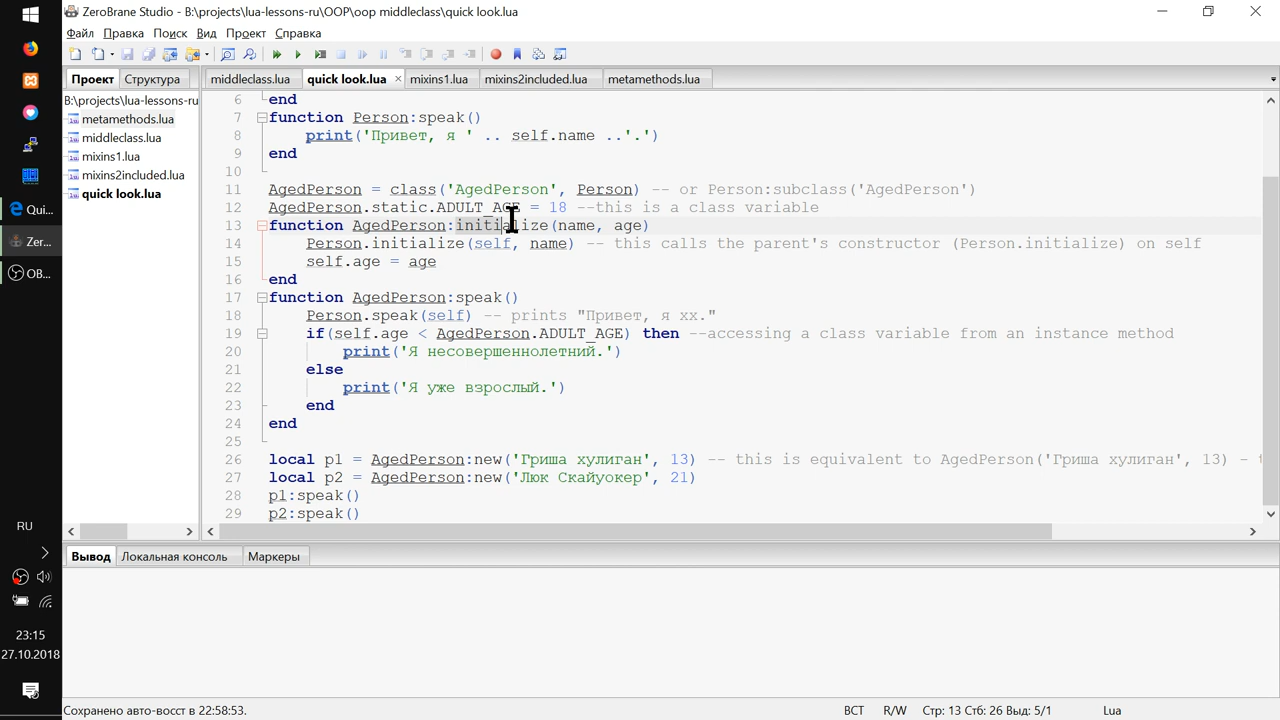 ZeroBrane Studio - B:\projects\lua-lessons-ru\OOP\oop middleclass\quick look.lua
Файл Правка Поиск Вид Проект Справка
Проект Структура
middleclass.lua quick look.lua mixins1.lua mixins2included.lua metamethods.lua
B:\projects\lua-lessons-ru
metamethods.lua
middleclass.lua
mixins1.lua
mixins2included.lua
quick look.lua
6 end
7 function Person:speak()
8 print('Привет, я ' .. self.name ..'.')
9 end
10
11 AgedPerson = class('AgedPerson', Person) -- or Person:subclass('AgedPerson')
12 AgedPerson.static.ADULT_AGE = 18 --this is a class variable
13 function AgedPerson:initialize(name, age)
14 Person.initialize(self, name) -- this calls the parent's constructor (Person.initialize) on self
15 self.age = age
16 end
17 function AgedPerson:speak()
18 Person.speak(self) -- prints "Привет, я xx."
19 if(self.age < AgedPerson.ADULT_AGE) then --accessing a class variable from an instance method
20 print('Я несовершеннолетний.')
21 else
22 print('Я уже взрослый.')
23 end
24 end
25
26 local p1 = AgedPerson:new('Гриша хулиган', 13) -- this is equivalent to AgedPerson('Гриша хулиган', 13) -
27 local p2 = AgedPerson:new('Люк Скайуокер', 21)
28 p1:speak()
29 p2:speak()
Вывод Локальная консоль Маркеры
Qui...
Zer...
OB...
RU
23:15
27.10.2018
Сохранено авто-восст в 22:58:53.
ВСТ R/W Стр: 13 Стб: 26 Выд: 5/1 Lua